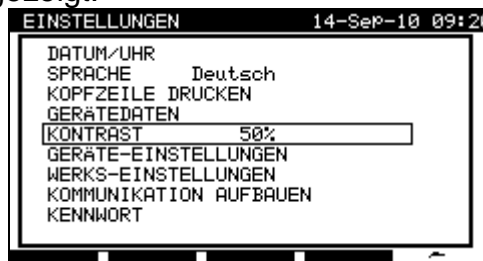 EINSTELLUNGEN 14-Sep-10 09:20
DATUM/UHR
SPRACHE Deutsch
KOPFZEILE DRUCKEN
GERÄTEDATEN
KONTRAST 50%
GERÄTE-EINSTELLUNGEN
WERKS-EINSTELLUNGEN
KOMMUNIKATION AUFBAUEN
KENNWORT